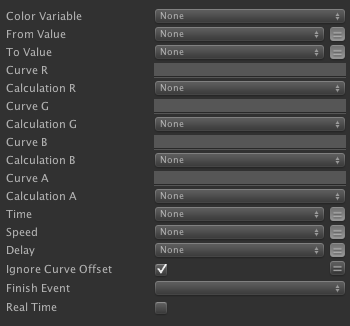 Color Variable None
From Value None
To Value None
Curve R
Calculation R None
Curve G
Calculation G None
Curve B
Calculation B None
Curve A
Calculation A None
Time None
Speed None
Delay None
Ignore Curve Offset
Finish Event
Real Time